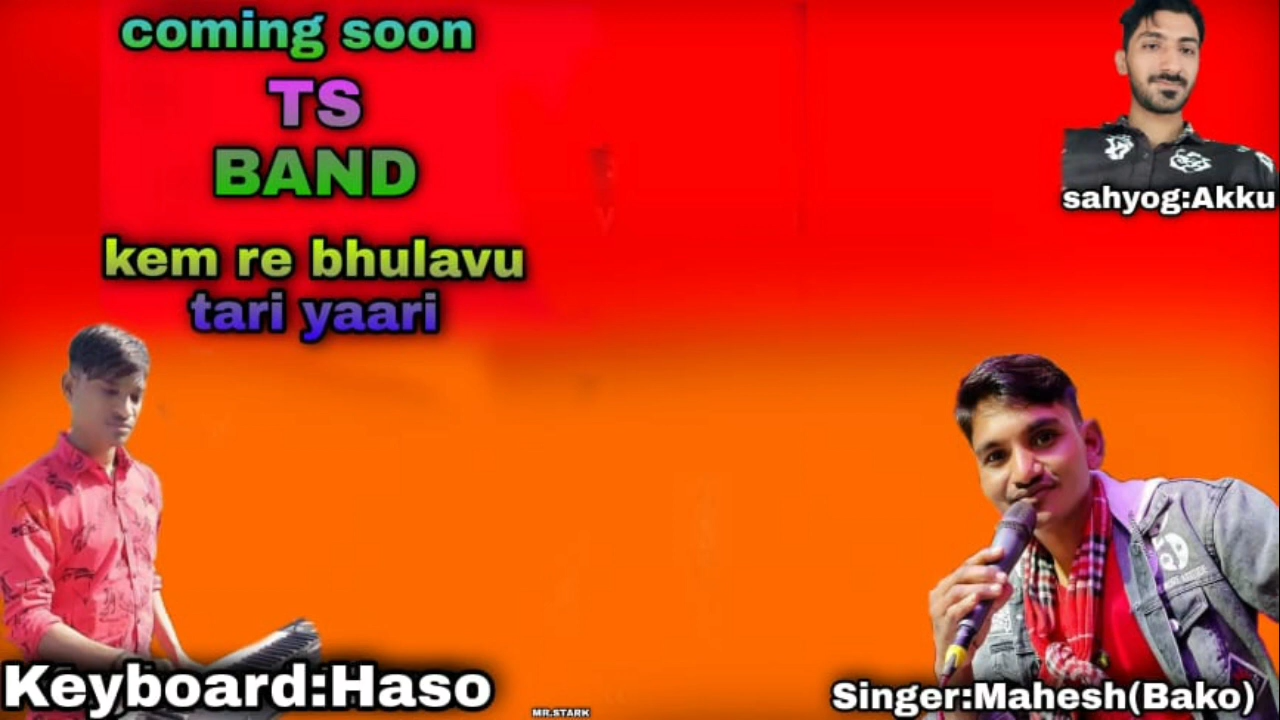 coming soon
TS
BAND
kem re bhulavu
tari yaari
sahyog:Akku
Keyboard:Haso
Singer:Mahesh(Bako)
MR.STARK